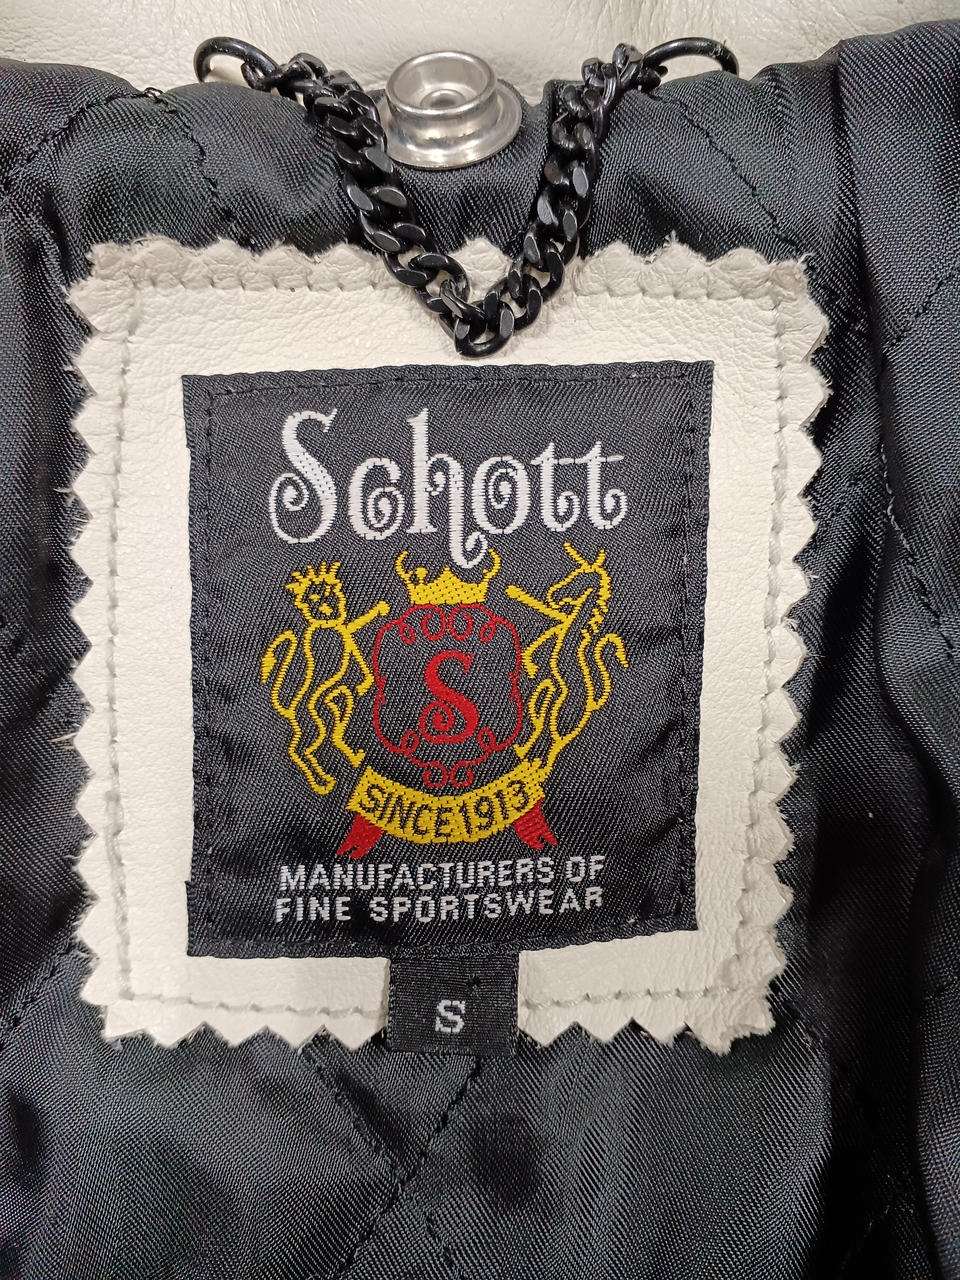 Schott
S
SINCE 1913
MANUFACTURERS OF
FINE SPORTSWEAR
S